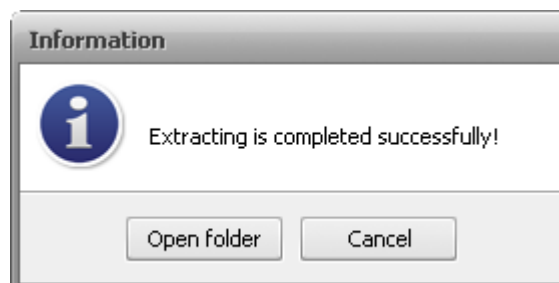 Information
Extracting is completed successfully!
Open folder
Cancel